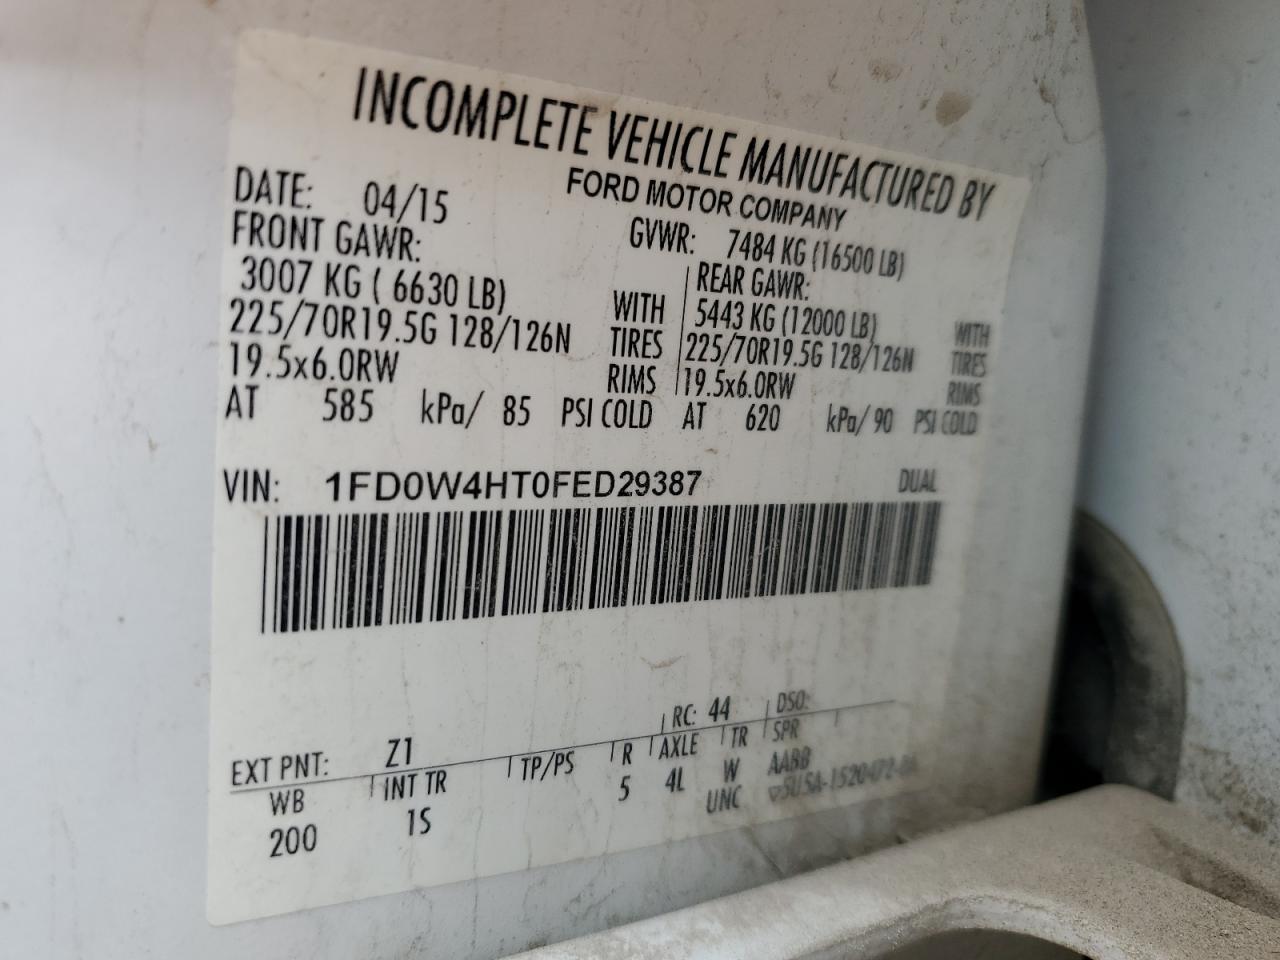 INCOMPLETE VEHICLE MANUFACTURED BY
FORD MOTOR COMPANY
DATE: 04/15 GVWR: 7484 KG (16500 LB)
FRONT GAWR: REAR GAWR:
3007 KG ( 6630 LB) WITH 5443 KG (12000 LB) WITH
225/70R19.5G 128/126N TIRES 225/70R19.5G 128/126N TIRES
19.5x6.0RW RIMS 19.5x6.0RW RIMS
AT 585 kPa/ 85 PSI COLD AT 620 kPa/ 90 PSI COLD
VIN: 1FD0W4HT0FED29387 DUAL
EXT PNT: Z1 RC: 44 DSO:
WB INT TR TP/PS R AXLE TR SPR
200 1S 5 4L W AABB
UNC